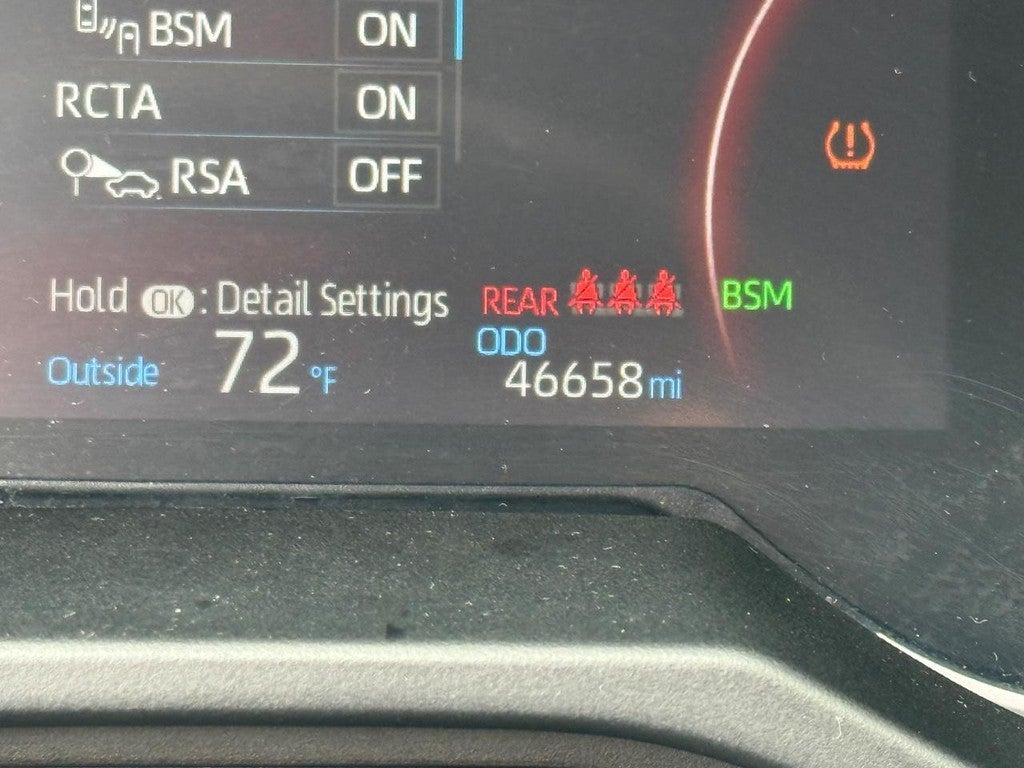 BSM ON
RCTA ON
RSA OFF
Hold OK : Detail Settings
REAR
BSM
Outside 72 °F
ODO
46658 mi